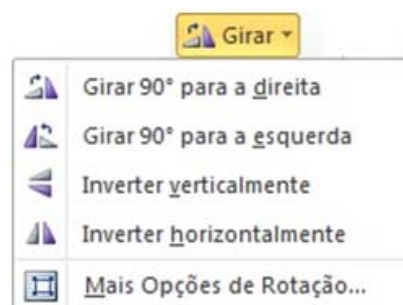 Girar
Girar 90° para a direita
Girar 90° para a esquerda
Inverter verticalmente
Inverter horizontalmente
Mais Opções de Rotação...